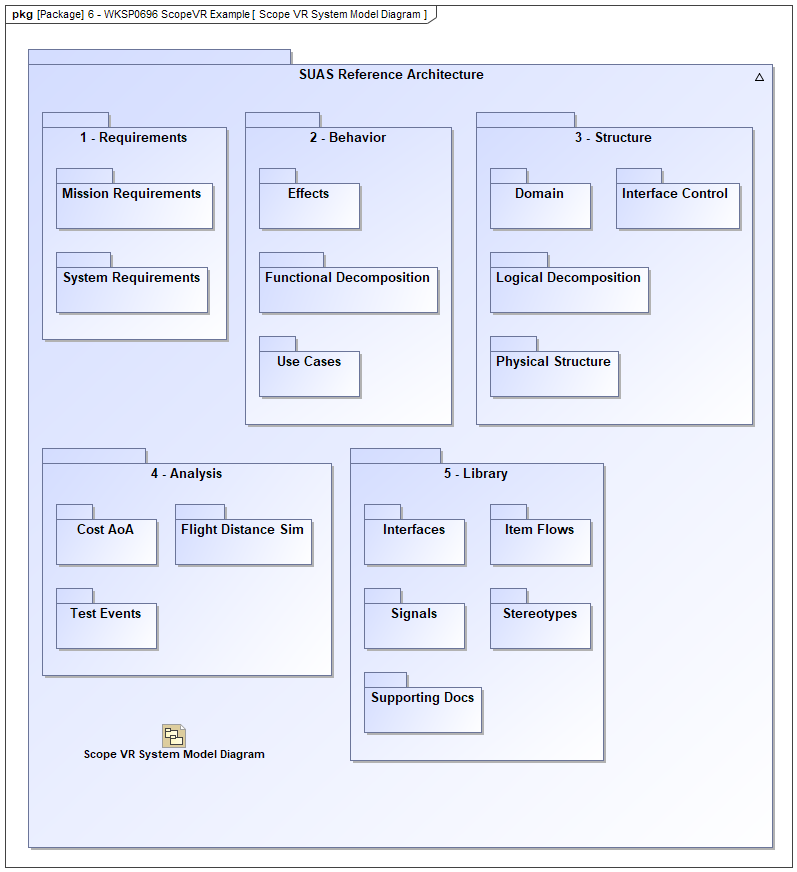 pkg [Package] 6 - WKSP0696 ScopeVR Example [ Scope VR System Model Diagram ]
SUAS Reference Architecture
1 - Requirements
Mission Requirements
System Requirements
2 - Behavior
Effects
Functional Decomposition
Use Cases
3 - Structure
Domain
Interface Control
Logical Decomposition
Physical Structure
4 - Analysis
Cost AoA
Flight Distance Sim
Test Events
5 - Library
Interfaces
Item Flows
Signals
Stereotypes
Supporting Docs
Scope VR System Model Diagram